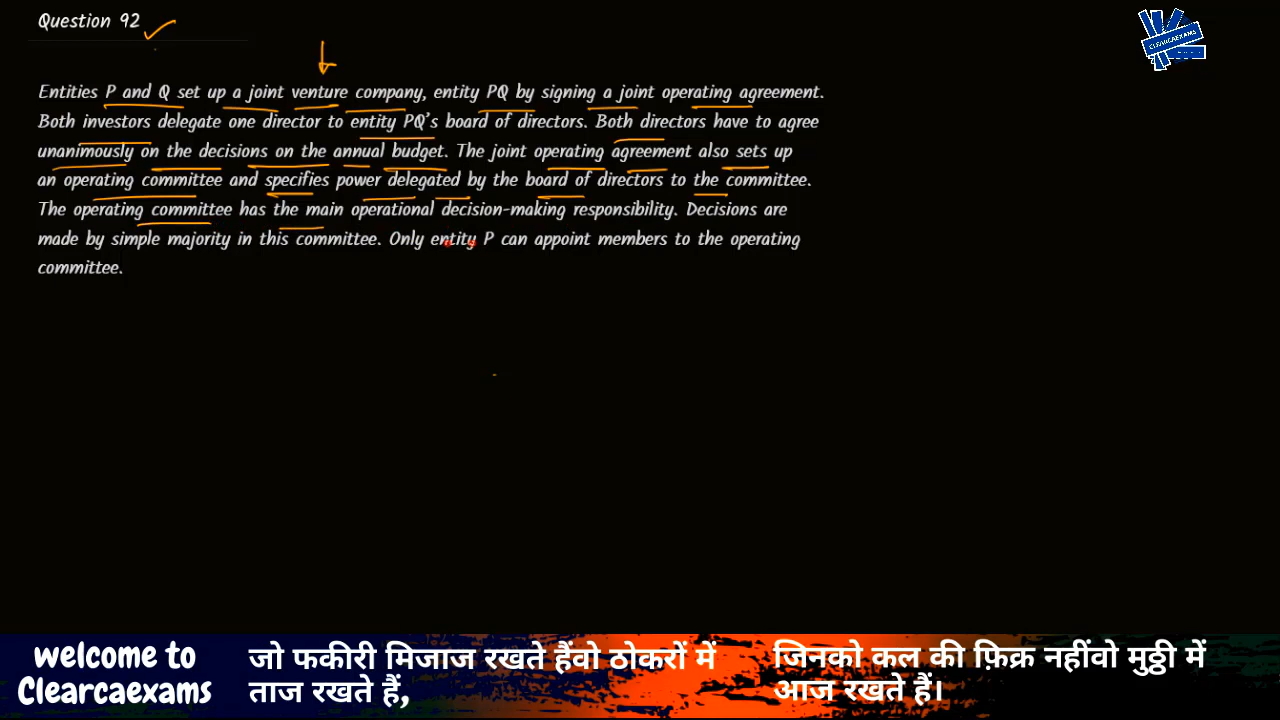 Question 92
CLEARCAEXAMS
Entities P and Q set up a joint venture company, entity PQ by signing a joint operating agreement.
Both investors delegate one director to entity PQ's board of directors. Both directors have to agree
unanimously on the decisions on the annual budget. The joint operating agreement also sets up
an operating committee and specifies power delegated by the board of directors to the committee.
The operating committee has the main operational decision-making responsibility. Decisions are
made by simple majority in this committee. Only entity P can appoint members to the operating
committee.
welcome to
Clearcaexams
जो फकीरी मिजाज रखते हैंवो ठोकरों में
ताज रखते हैं,
जिनको कल की फ़िक्र नहींवो मुठ्ठी में
आज रखते हैं।